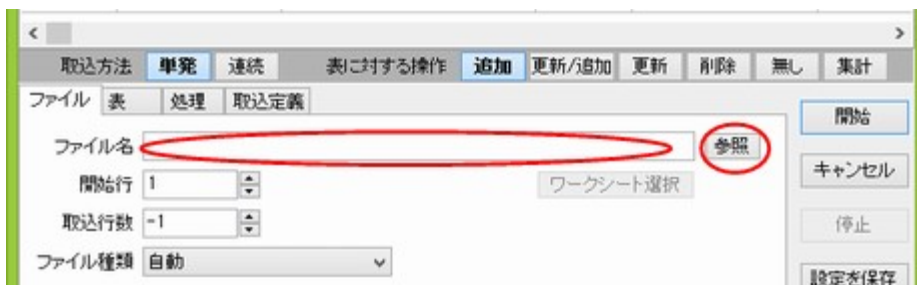 取込方法 単発 連続 表に対する操作 追加 更新/追加 更新 削除 無し 集計
ファイル 表 処理 取込定義
開始
ファイル名 参照
キャンセル
開始行 1 ワークシート選択
取込行数 -1
停止
ファイル種類 自動
設定を保存